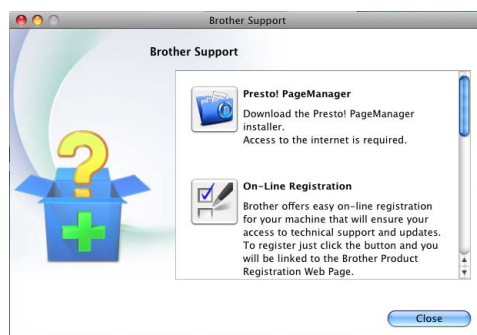 Brother Support
Brother Support
Presto! PageManager
Download the Presto! PageManager
installer.
Access to the internet is required.
On-Line Registration
Brother offers easy on-line registration
for your machine that will ensure your
access to technical support and updates.
To register just click the button and you
will be linked to the Brother Product
Registration Web Page.
Close